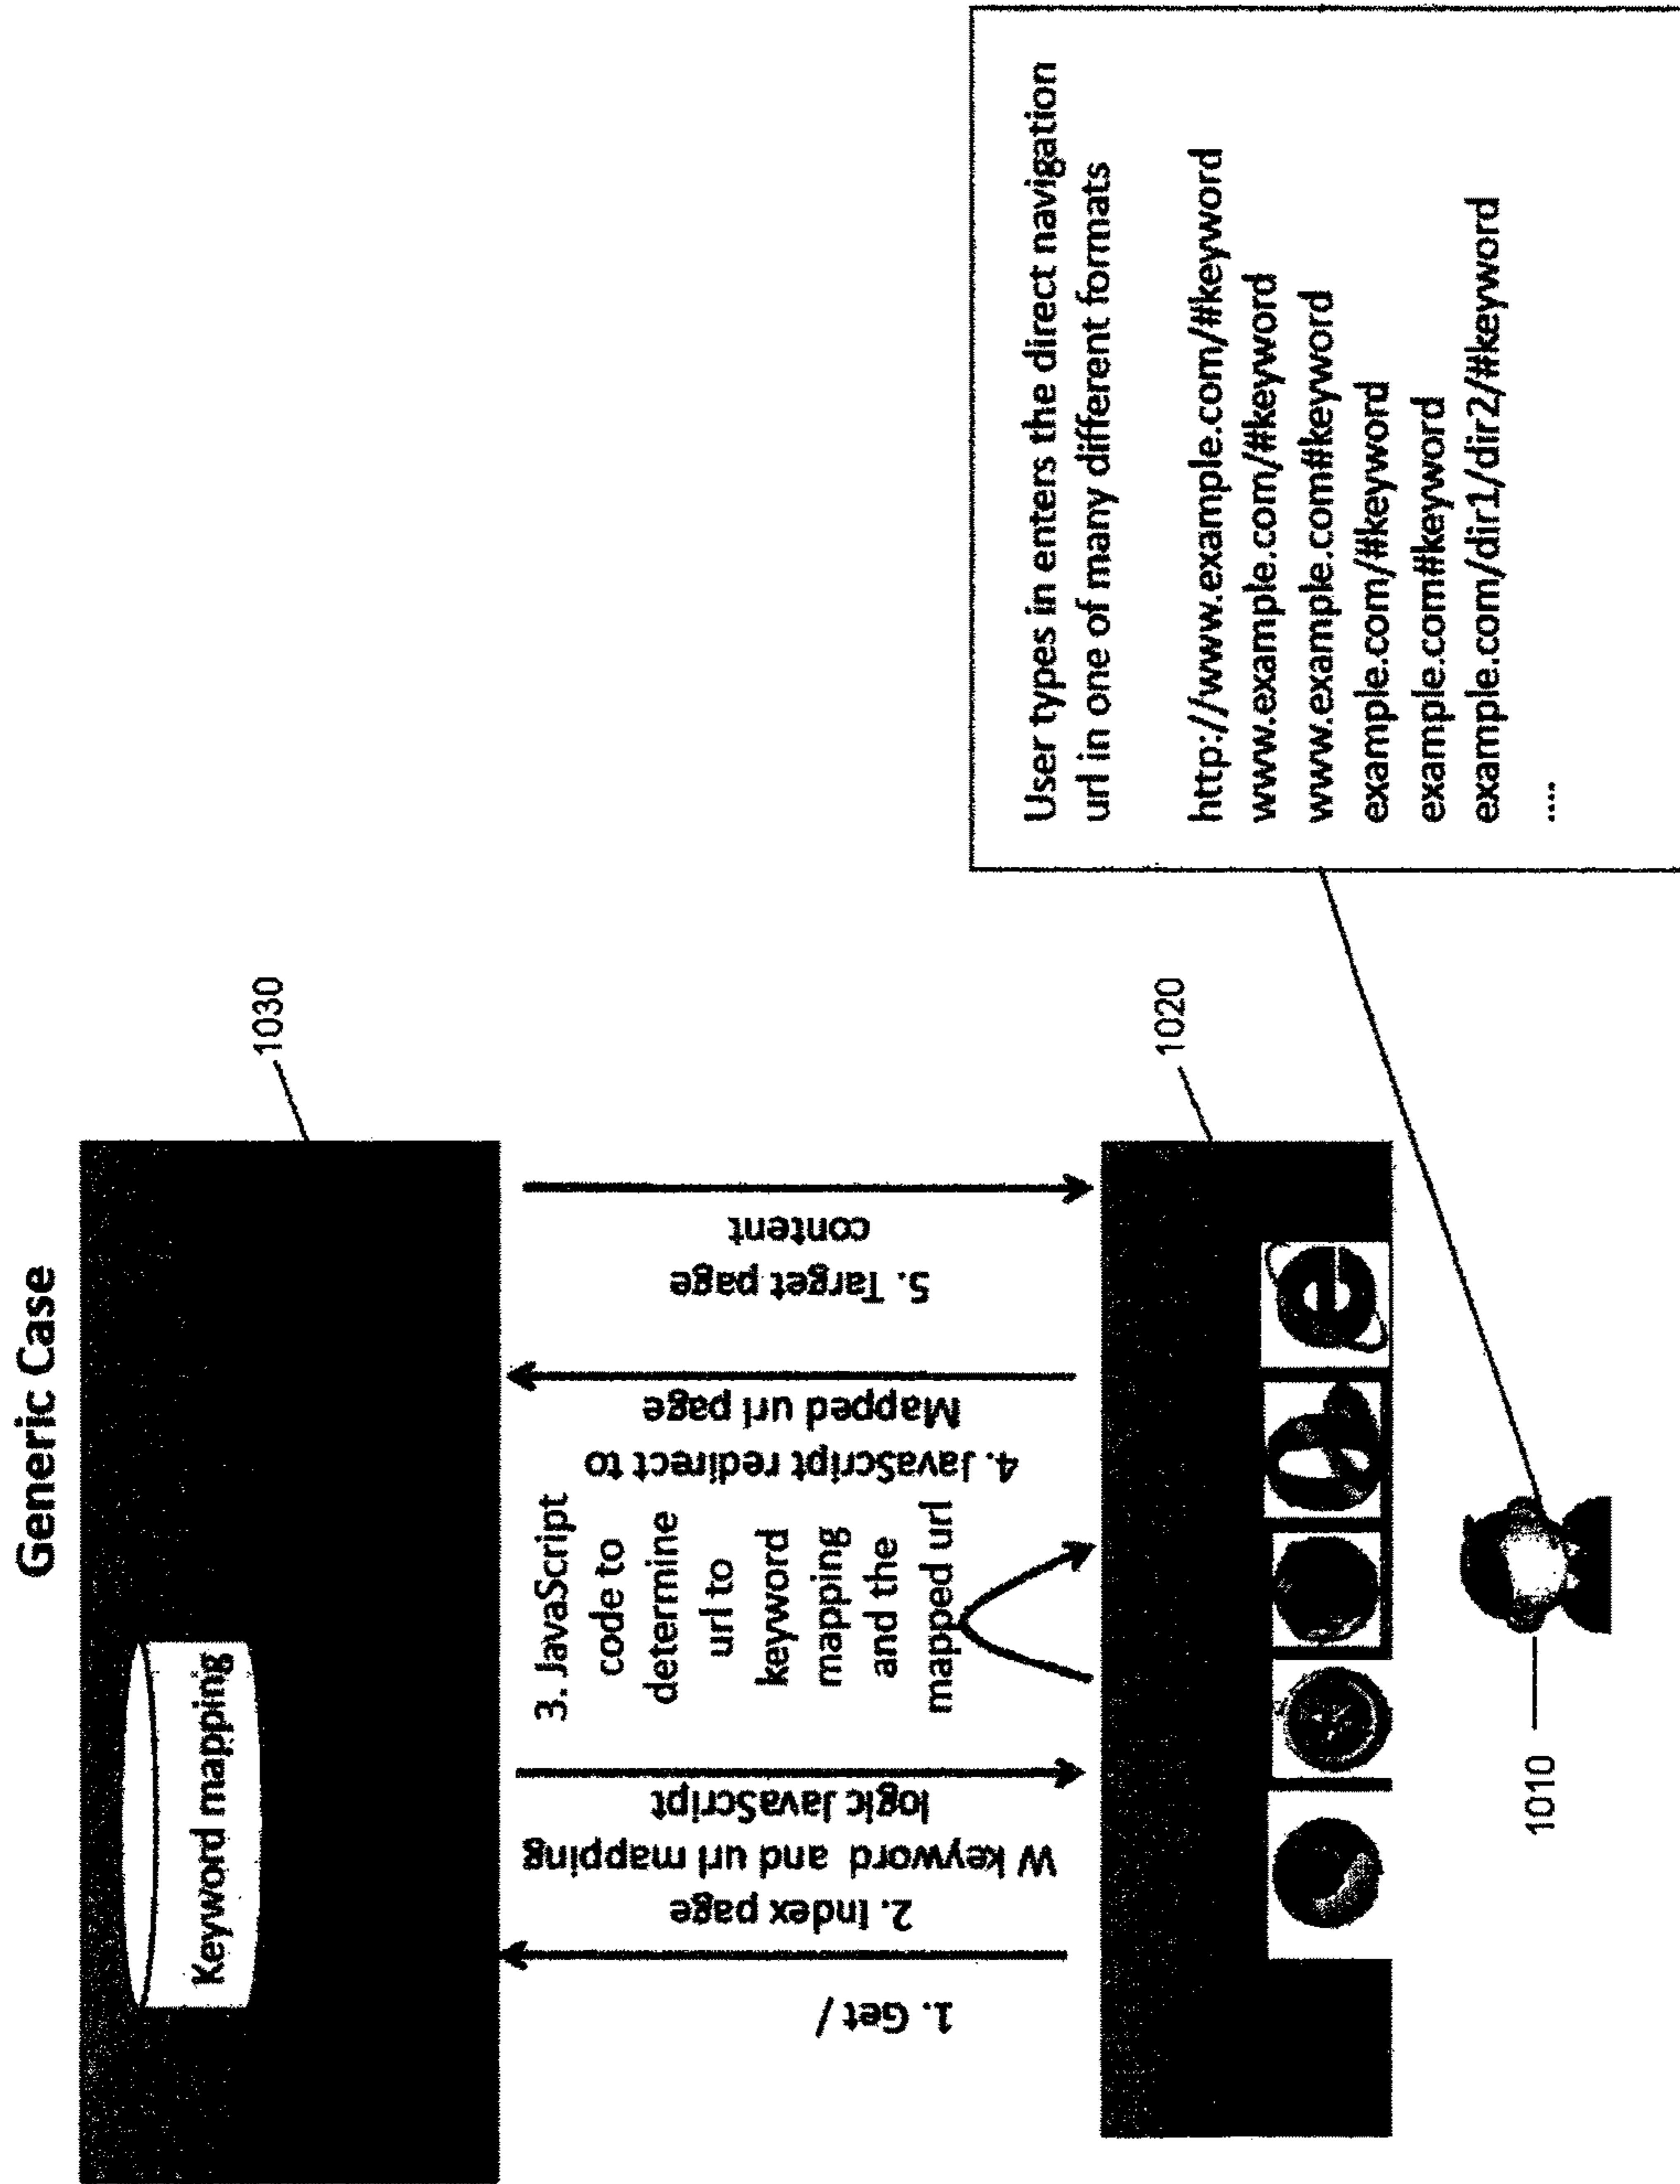 Generic Case
Keyword mapping
1030
1. Get /
2. Index page
W keyword and url mapping
logic JavaScript
3. JavaScript
code to
determine
url to
keyword
mapping
and the
mapped url
4. JavaScript redirect to
Mapped url page
5. Target page
content
1020
1010
User types in enters the direct navigation
url in one of many different formats
http://www.example.com/#keyword
www.example.com/#keyword
www.example.com#keyword
example.com/#keyword
example.com#keyword
example.com/dir1/dir2/#keyword
....